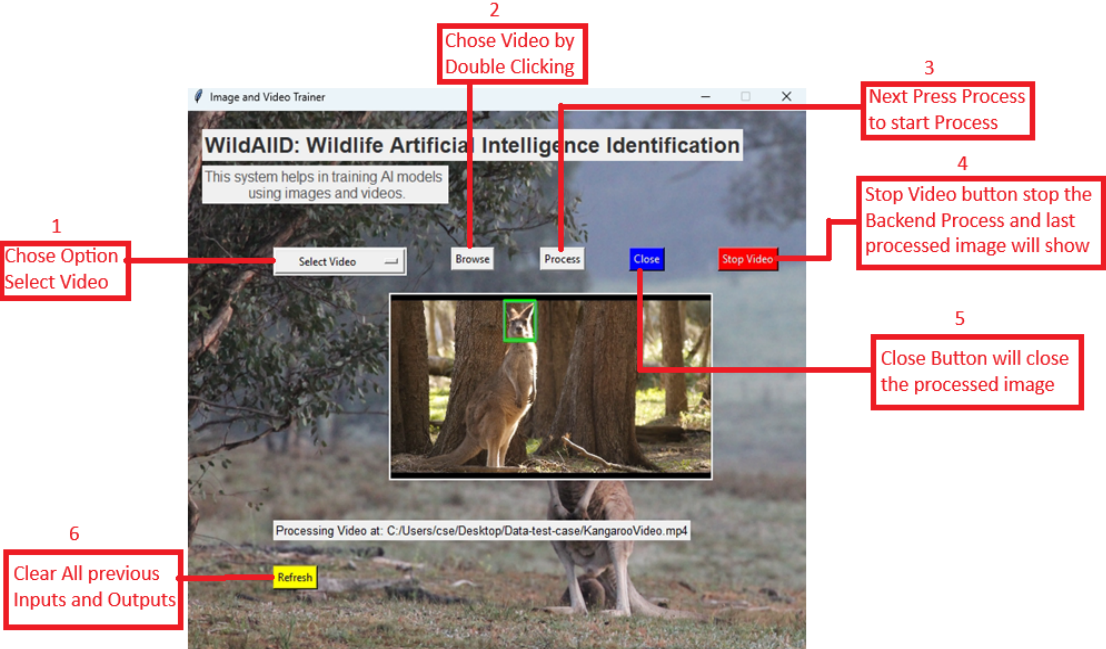 2
Chose Video by
Double Clicking
3
Next Press Process
to start Process
Image and Video Trainer
WildAIID: Wildlife Artificial Intelligence Identification
This system helps in training AI models
using images and videos.
4
Stop Video button stop the
Backend Process and last
processed image will show
1
Chose Option
Select Video
Select Video
Browse
Process
Close
Stop Video
5
Close Button will close
the processed image
Processing Video at: C:/Users/cse/Desktop/Data-test-case/KangarooVideo.mp4
6
Clear All previous
Inputs and Outputs
Refresh